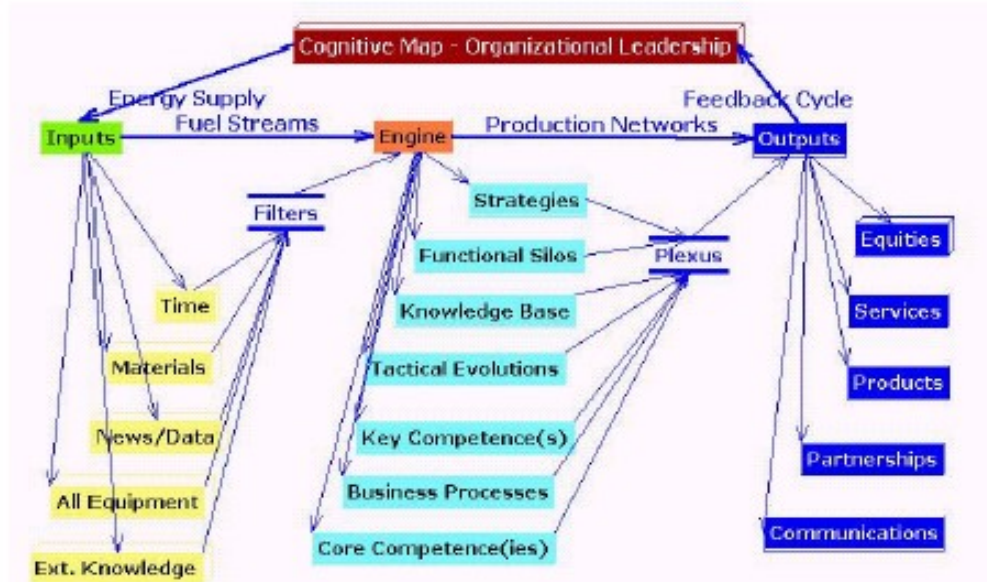 Cognitive Map - Organizational Leadership
Energy Supply
Feedback Cycle
Fuel Streams
Production Networks
Inputs
Engine
Outputs
Strategies
Filters
Equities
Functional Silos
Plexus
Time
Knowledge Base
Services
Materials
Tactical Evolutions
Products
News/Data
Key Competence(s)
Partnerships
All Equipment
Business Processes
Communications
Core Competence(ies)
Ext. Knowledge